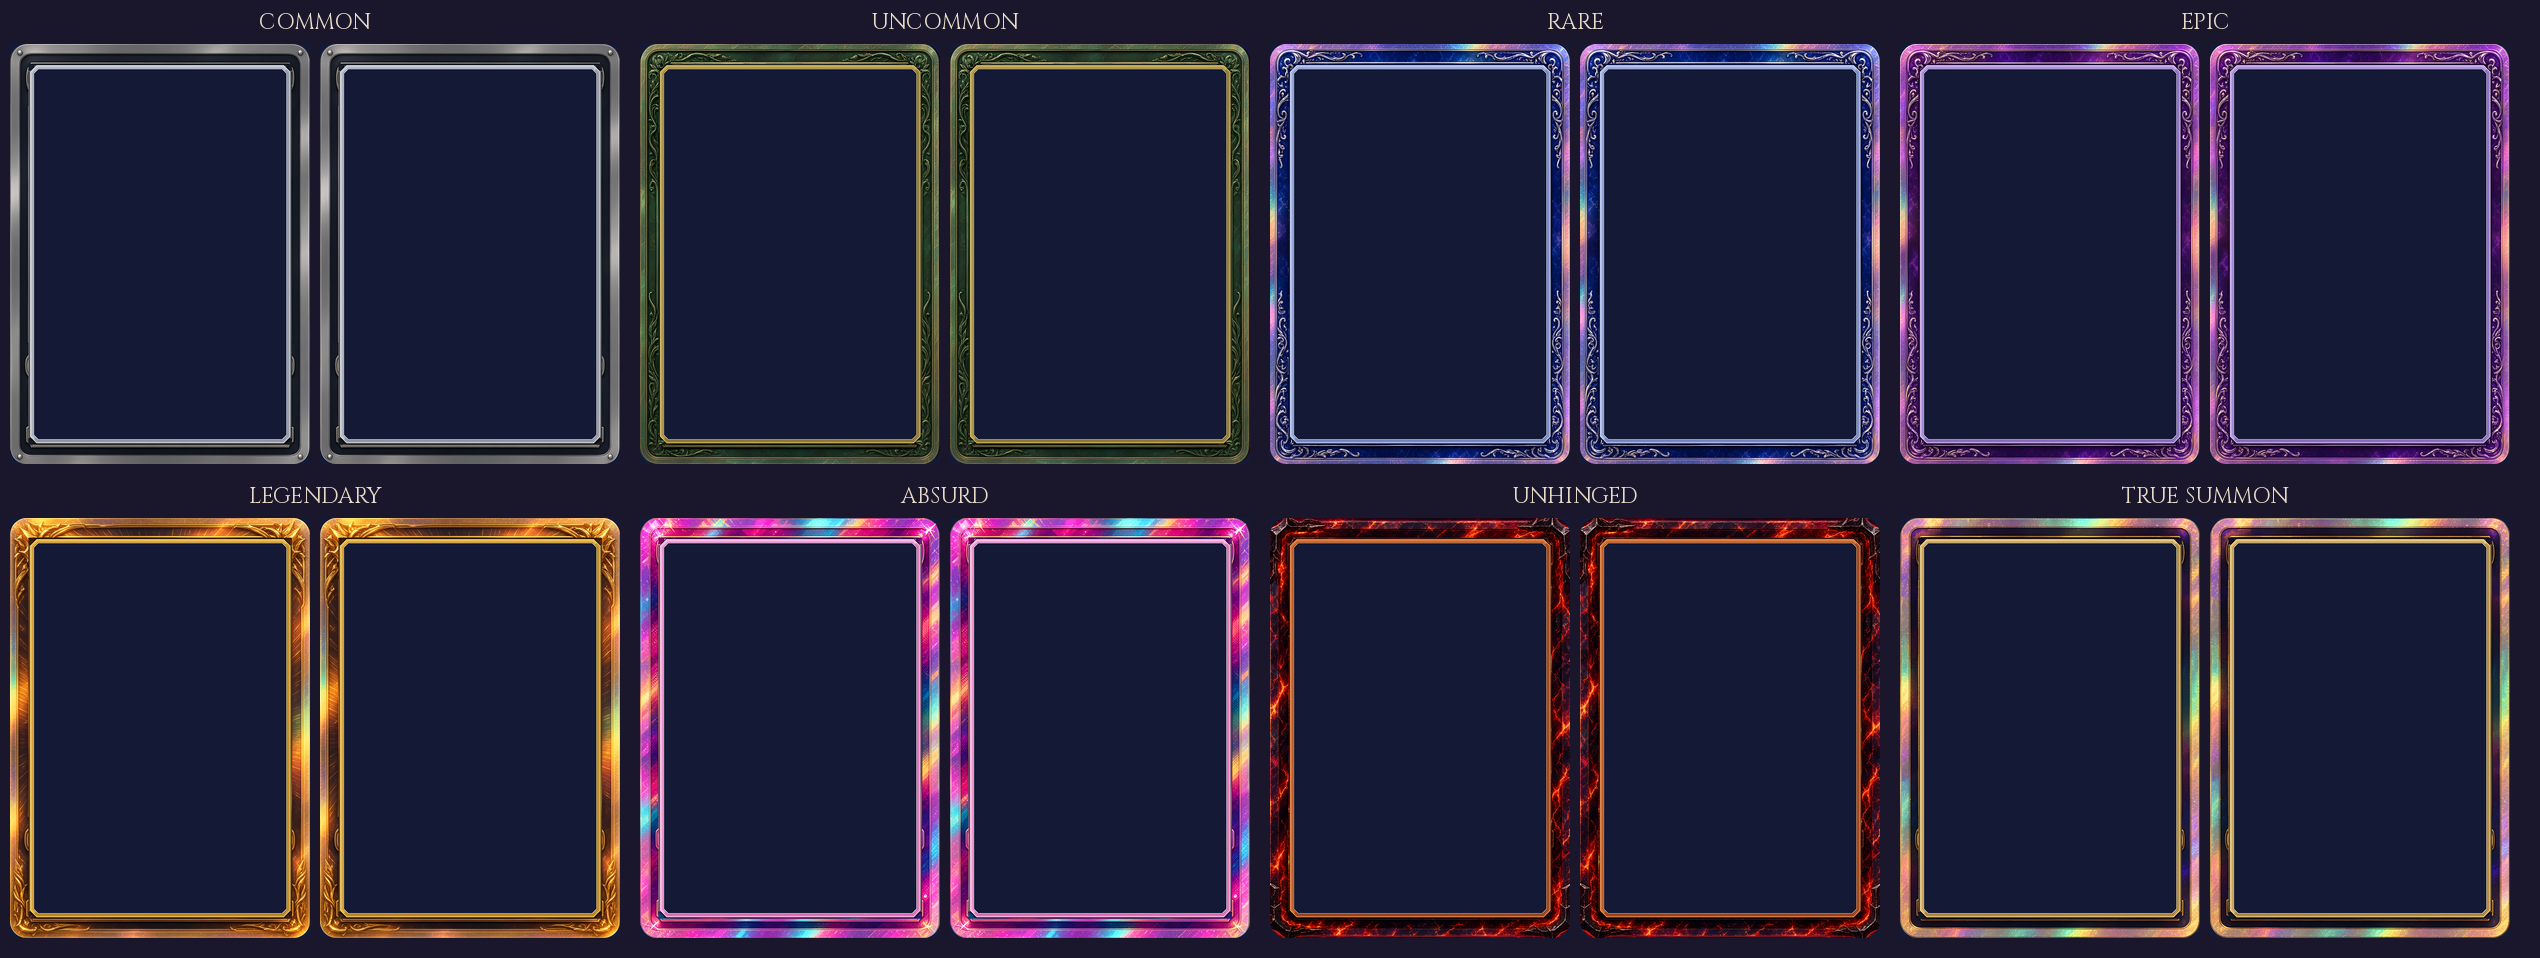 COMMON
UNCOMMON
RARE
EPIC
LEGENDARY
ABSURD
UNHINGED
TRUE SUMMON